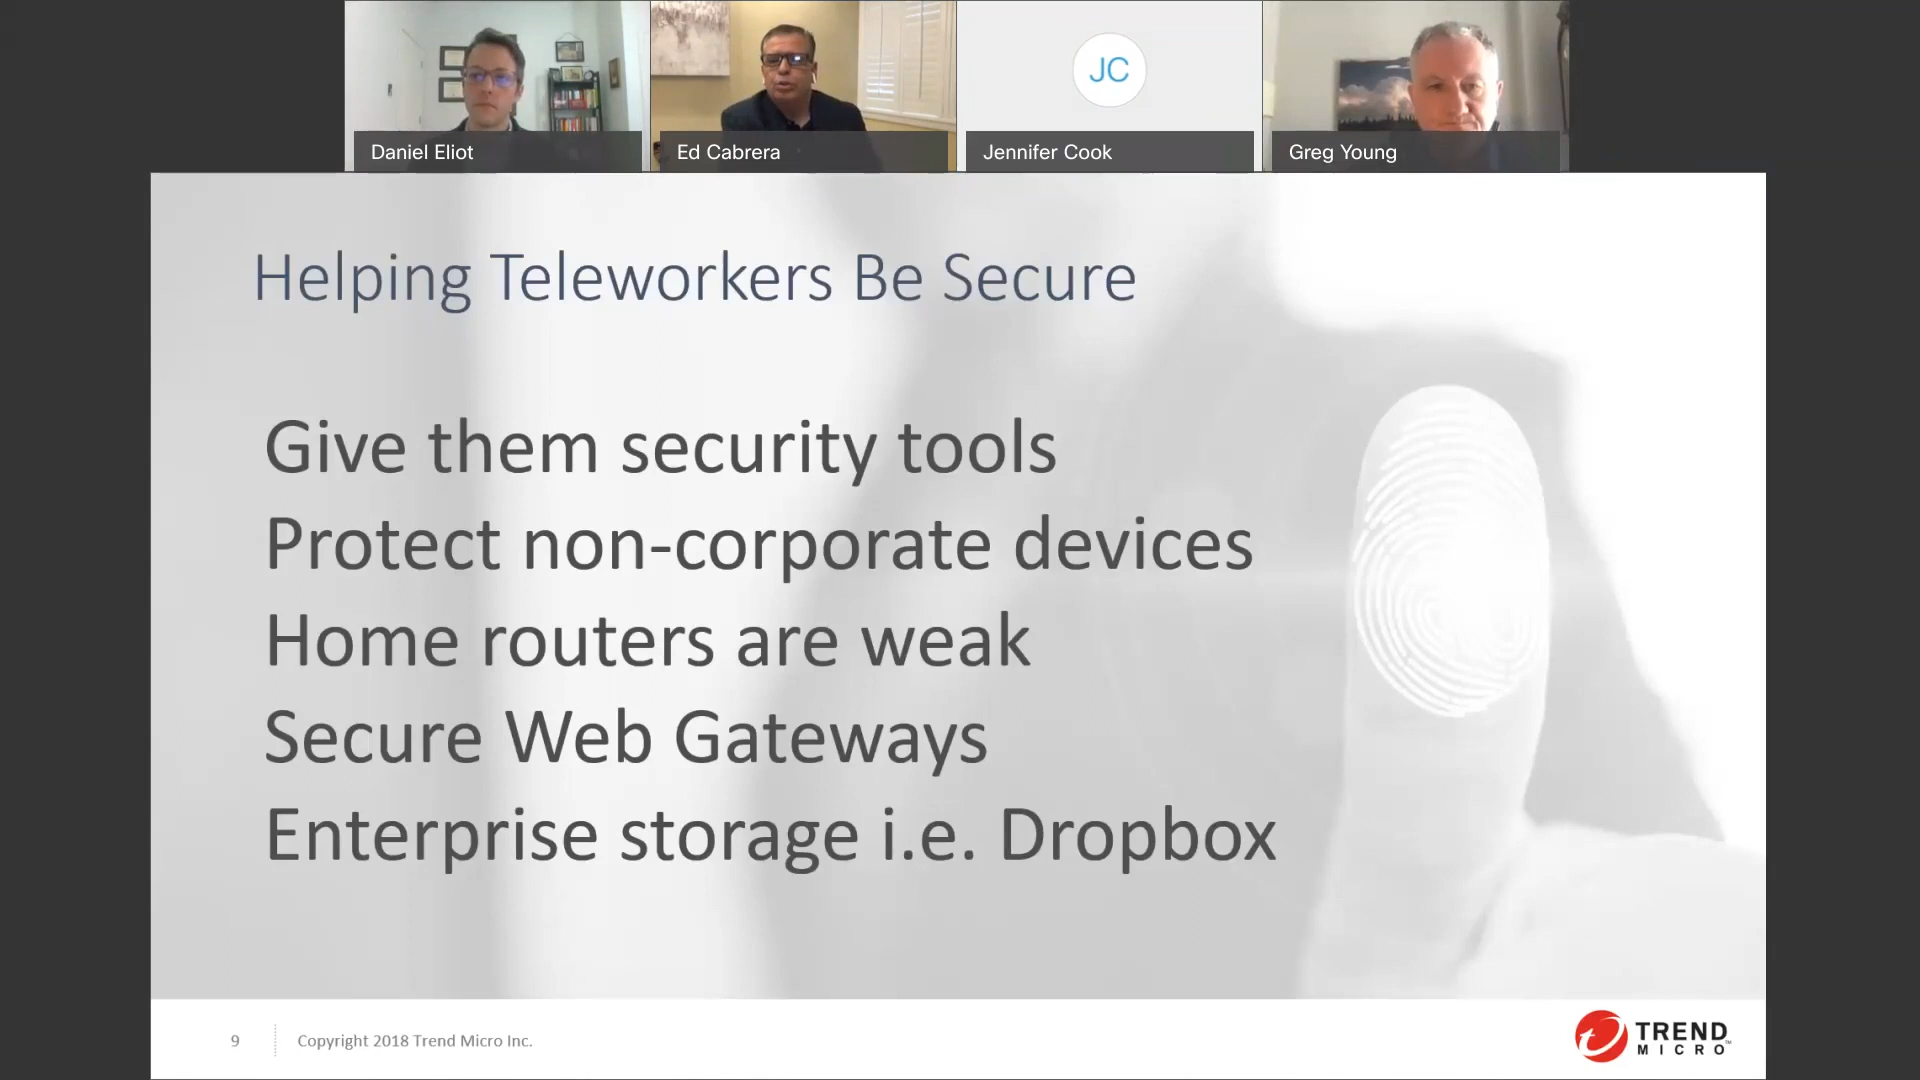 Daniel Eliot
Ed Cabrera
JC
Jennifer Cook
Greg Young
Helping Teleworkers Be Secure
Give them security tools
Protect non-corporate devices
Home routers are weak
Secure Web Gateways
Enterprise storage i.e. Dropbox
9
Copyright 2018 Trend Micro Inc.
TREND
MICRO